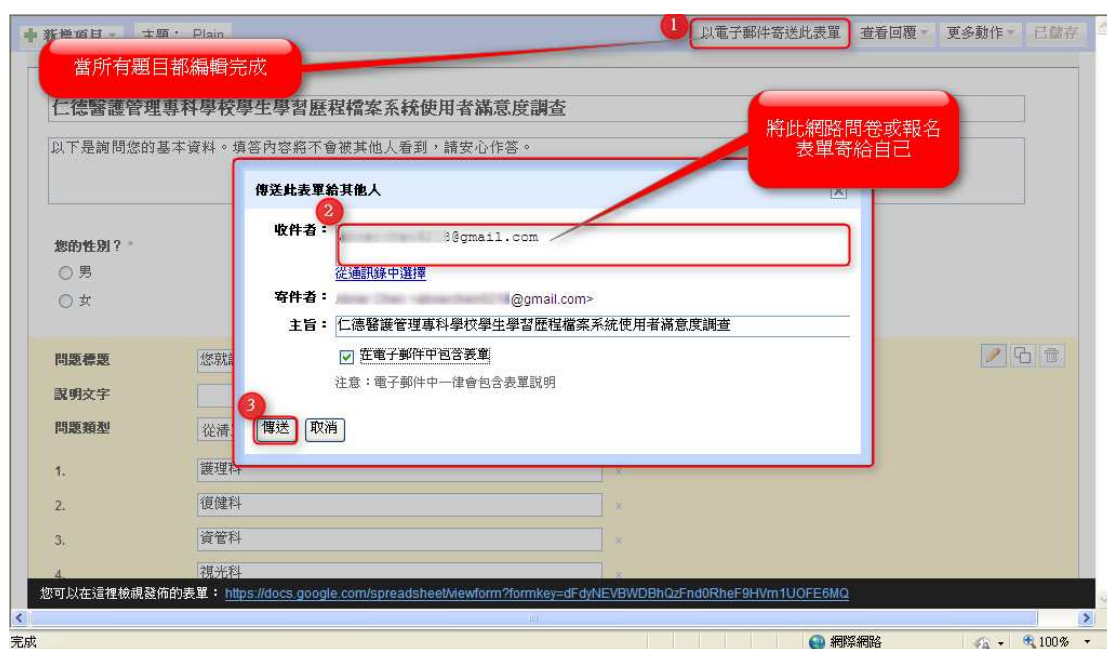 新增項目 主題： Plain
1
以電子郵件寄送此表單 查看回覆 更多動作 已儲存
當所有題目都編輯完成
仁德醫護管理專科學校學生學習歷程檔案系統使用者滿意度調查
將此網路問卷或報名
表單寄給自己
以下是詢問您的基本資料。填答內容將不會被其他人看到，請安心作答。
傳送此表單給其他人
2
收件者：
@gmail.com
從通訊錄中選擇
寄件者： @gmail.com>
主旨： 仁德醫護管理專科學校學生學習歷程檔案系統使用者滿意度調查
在電子郵件中包含表單
注意：電子郵件中一律會包含表單說明
3
傳送 取消
您的性別？ *
男
女
問題標題 您就
說明文字
問題類型 從清
1. 護理科 x
2. 復健科 x
3. 資管科 x
4. 視光科 x
您可以在這裡檢視發佈的表單： https://docs.google.com/spreadsheet/viewform?formkey=dFdyNEVBWDBhQzFnd0RheF9HVm1UOFE6MQ
完成 網際網路 100%